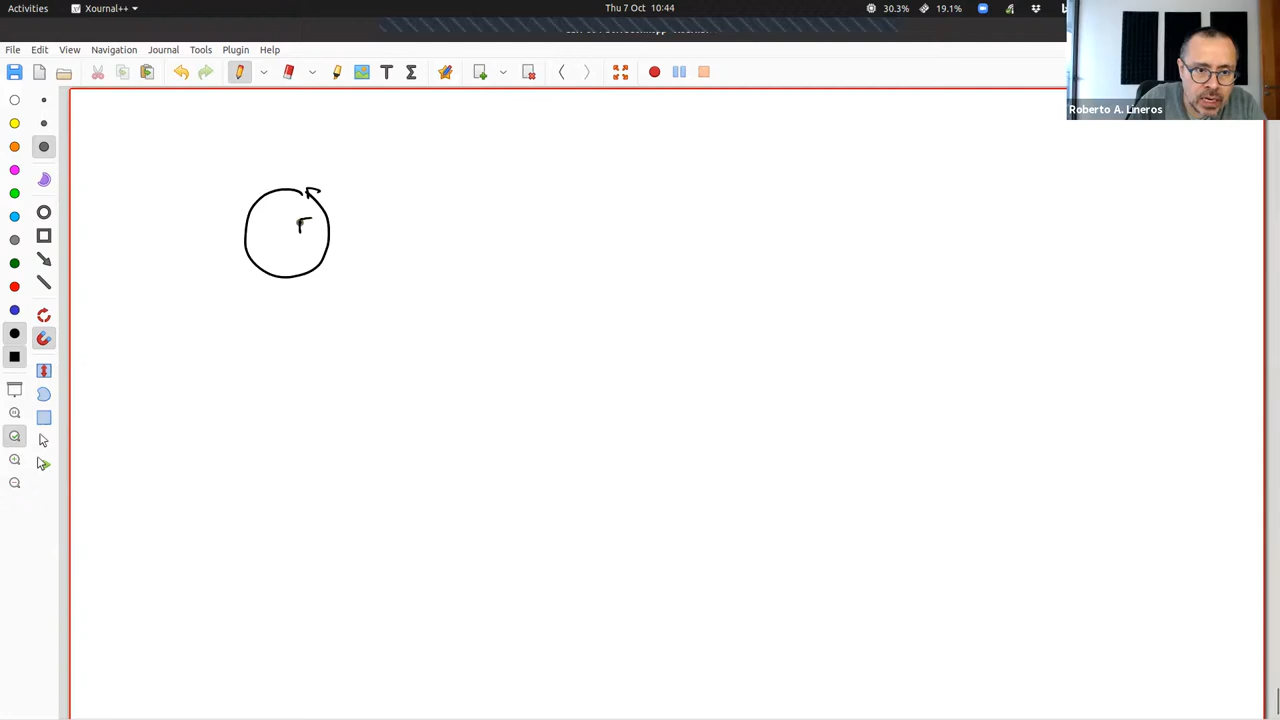 Activities Xournal++ Thu 7 Oct 10:44 30.3% 19.1%
File Edit View Navigation Journal Tools Plugin Help
Roberto A. Lineros